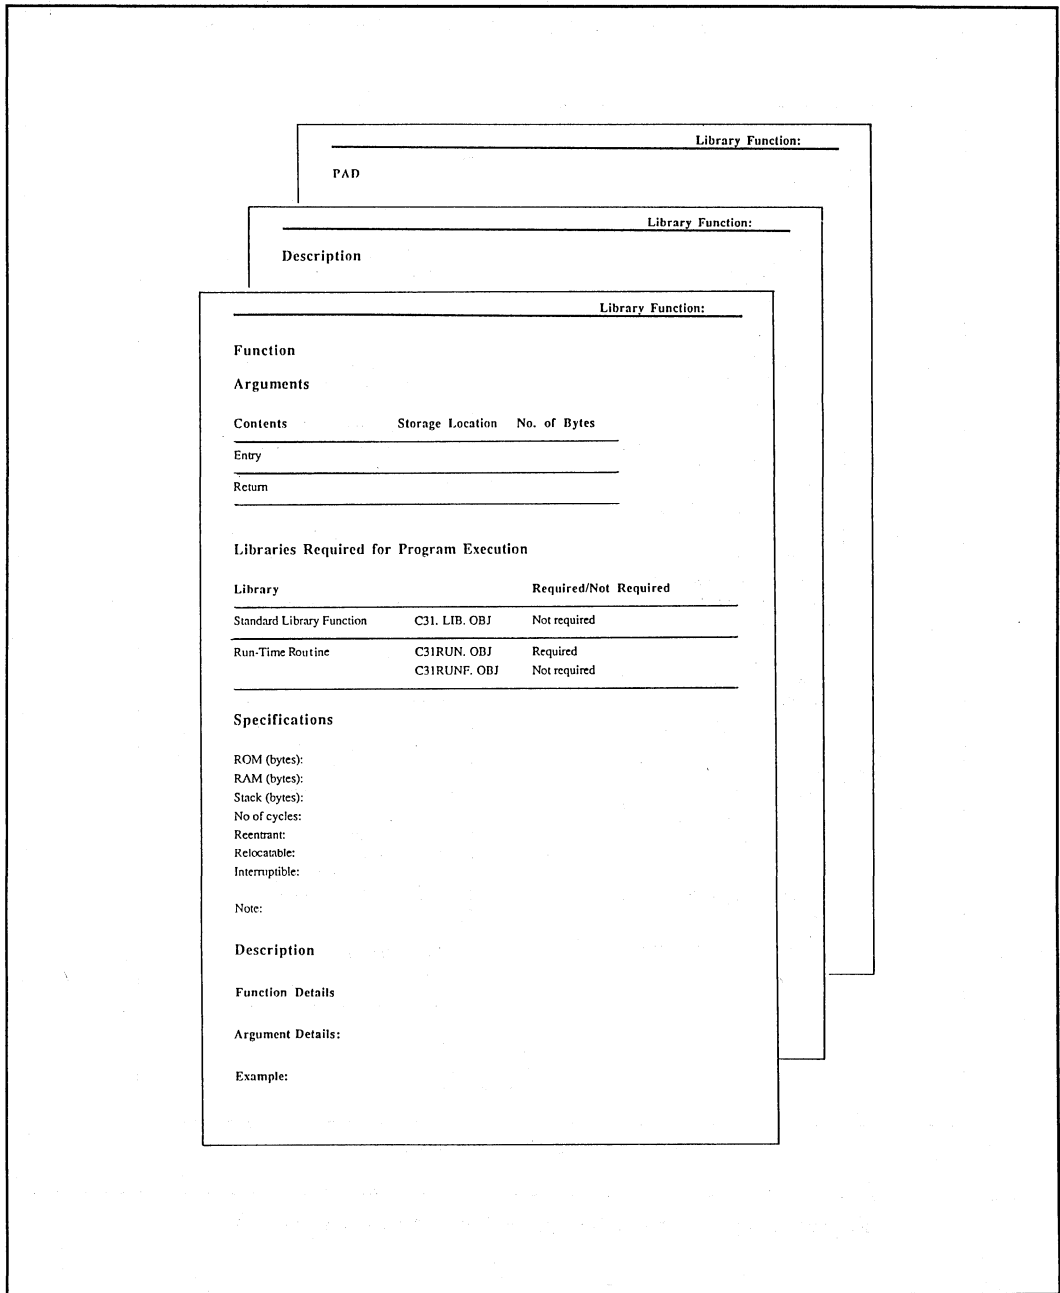 Library Function:
PAD
Library Function:
Description
Library Function:
Function
Arguments
Contents Storage Location No. of Bytes
Entry
Return
Libraries Required for Program Execution
Library Required/Not Required
Standard Library Function C31. LIB. OBJ Not required
Run-Time Routine C31RUN. OBJ Required
C31RUNF. OBJ Not required
Specifications
ROM (bytes):
RAM (bytes):
Stack (bytes):
No of cycles:
Reentrant:
Relocatable:
Interruptible:
Note:
Description
Function Details
Argument Details:
Example: